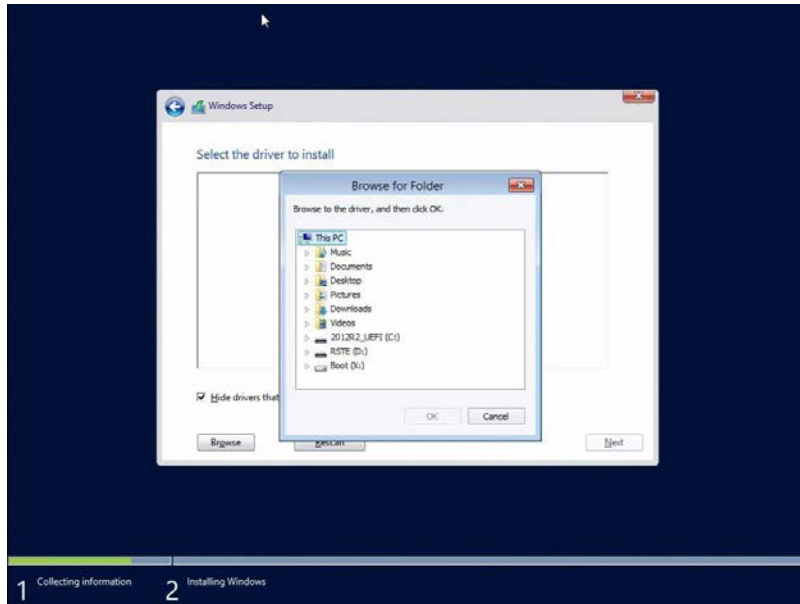 Windows Setup
Select the driver to install
Browse for Folder
Browse to the driver, and then click OK.
This PC
Music
Documents
Desktop
Pictures
Downloads
Videos
2012R2_UEFI (C:)
RSTE (D:)
Boot (X:)
OK
Cancel
Hide drivers that
Browse
Rescan
Next
1 Collecting information
2 Installing Windows